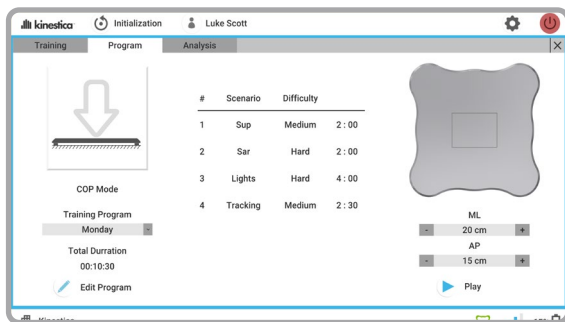 kinestica
Initialization
Luke Scott
Training
Program
Analysis
# Scenario Difficulty
1 Sup Medium 2 : 00
2 Sar Hard 2 : 00
3 Lights Hard 4 : 00
4 Tracking Medium 2 : 30
COP Mode
Training Program
Monday
Total Durration
00:10:30
Edit Program
ML
- 20 cm +
AP
- 15 cm +
Play